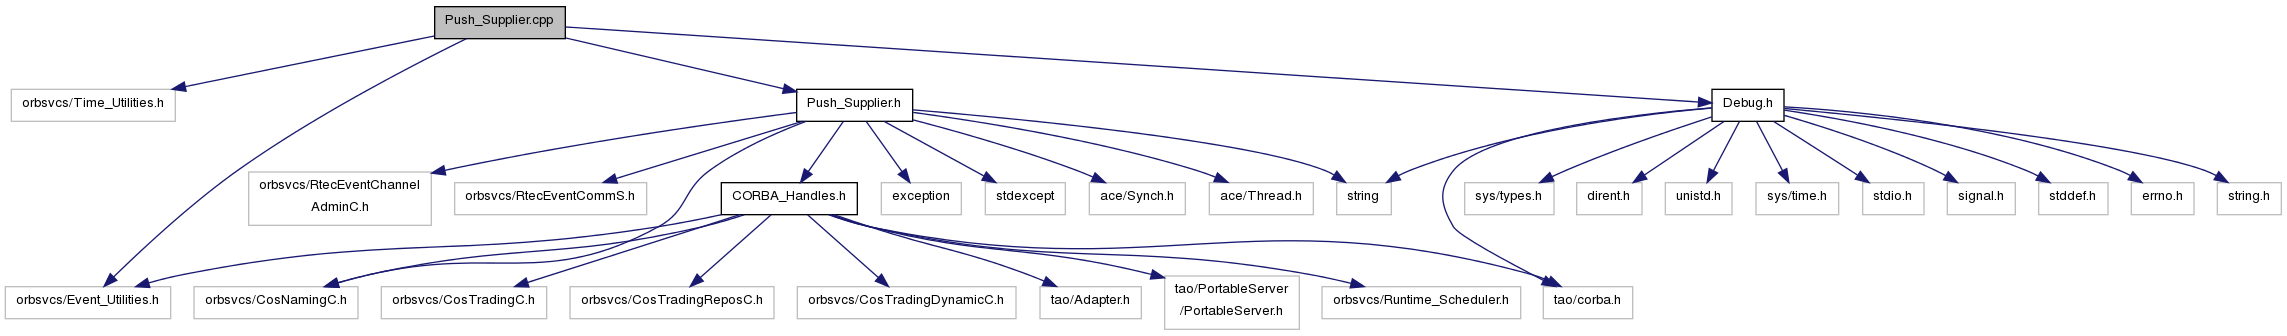 Push_Supplier.cpp
orbsvcs/Time_Utilities.h
Push_Supplier.h
Debug.h
orbsvcs/RtecEventChannel
AdminC.h
orbsvcs/RtecEventCommS.h
CORBA_Handles.h
exception
stdexcept
ace/Synch.h
ace/Thread.h
string
sys/types.h
dirent.h
unistd.h
sys/time.h
stdio.h
signal.h
stddef.h
errno.h
string.h
orbsvcs/Event_Utilities.h
orbsvcs/CosNamingC.h
orbsvcs/CosTradingC.h
orbsvcs/CosTradingReposC.h
orbsvcs/CosTradingDynamicC.h
tao/Adapter.h
tao/PortableServer
/PortableServer.h
orbsvcs/Runtime_Scheduler.h
tao/corba.h